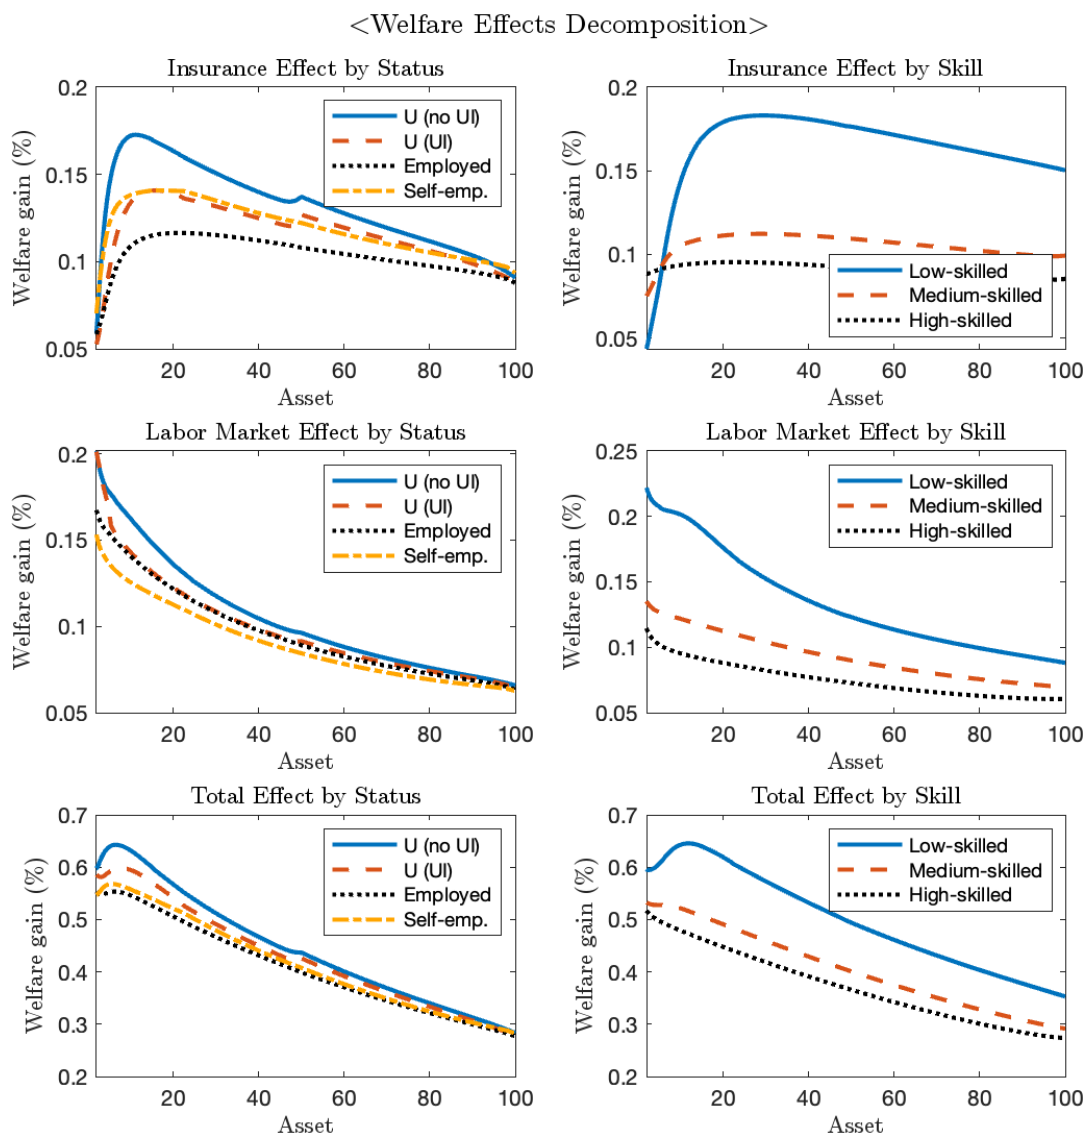 <Welfare Effects Decomposition>
Insurance Effect by Status
0.2
0.15
0.1
0.05
Welfare gain (%)
U (no UI)
U (UI)
Employed
Self-emp.
20 40 60 80 100
Asset
Insurance Effect by Skill
0.2
0.15
0.1
0.05
Welfare gain (%)
Low-skilled
Medium-skilled
High-skilled
20 40 60 80 100
Asset
Labor Market Effect by Status
0.2
0.15
0.1
0.05
Welfare gain (%)
U (no UI)
U (UI)
Employed
Self-emp.
20 40 60 80 100
Asset
Labor Market Effect by Skill
0.25
0.2
0.15
0.1
0.05
Welfare gain (%)
Low-skilled
Medium-skilled
High-skilled
20 40 60 80 100
Asset
Total Effect by Status
0.7
0.6
0.5
0.4
0.3
0.2
Welfare gain (%)
U (no UI)
U (UI)
Employed
Self-emp.
20 40 60 80 100
Asset
Total Effect by Skill
0.7
0.6
0.5
0.4
0.3
0.2
Welfare gain (%)
Low-skilled
Medium-skilled
High-skilled
20 40 60 80 100
Asset